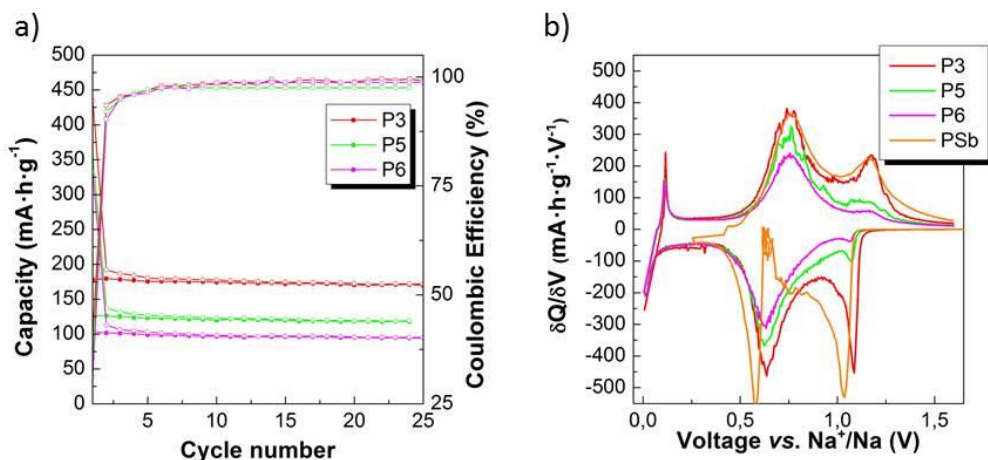 a)
500
450
400
350
300
250
200
150
100
50
0
Capacity (mA·h·g⁻¹)
1
5
10
15
20
25
Cycle number
100
75
50
25
Coulombic Efficiency (%)
P3
P5
P6
b)
500
400
300
200
100
0
-100
-200
-300
-400
-500
δQ/δV (mA·h·g⁻¹·V⁻¹)
0,0
0,5
1,0
1,5
Voltage vs. Na⁺/Na (V)
P3
P5
P6
PSb